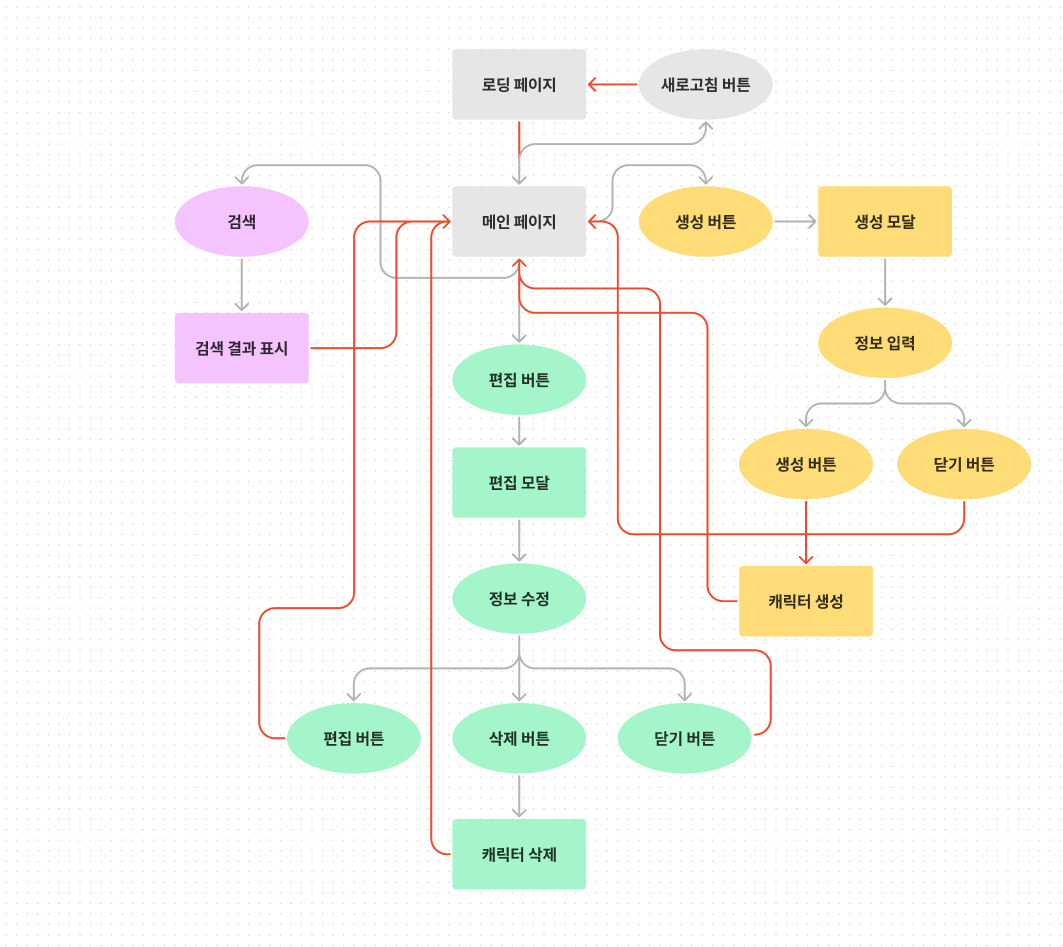 로딩 페이지
새로고침 버튼
검색
메인 페이지
생성 버튼
생성 모달
검색 결과 표시
정보 입력
편집 버튼
생성 버튼
닫기 버튼
편집 모달
정보 수정
캐릭터 생성
편집 버튼
삭제 버튼
닫기 버튼
캐릭터 삭제